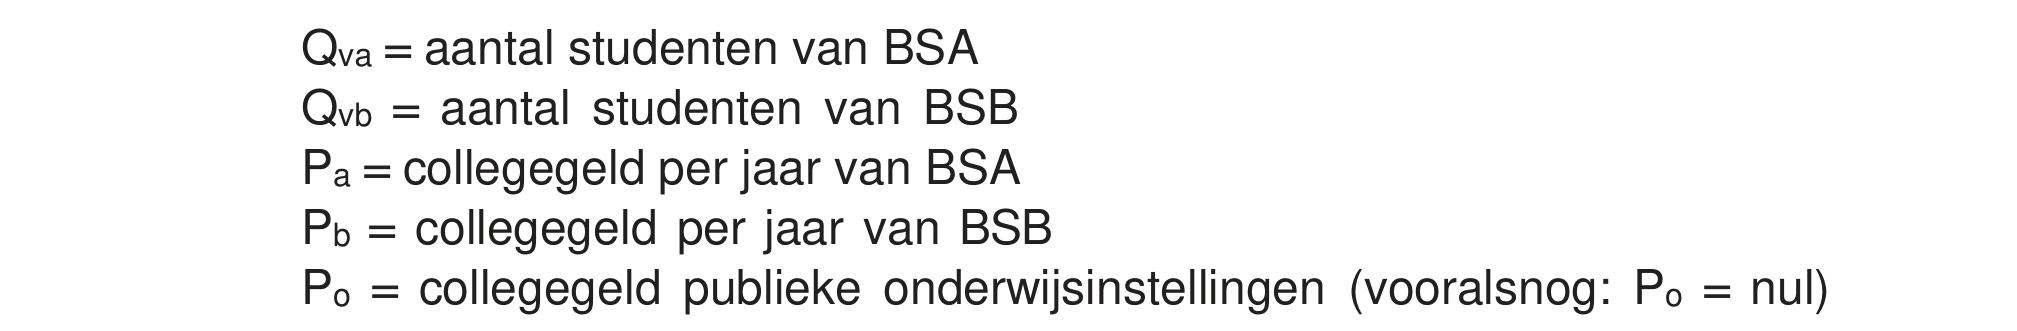 Qva = aantal studenten van BSA
Qvb = aantal studenten van BSB
Pa = collegegeld per jaar van BSA
Pb = collegegeld per jaar van BSB
Po = collegegeld publieke onderwijsinstellingen (vooralsnog: Po = nul)